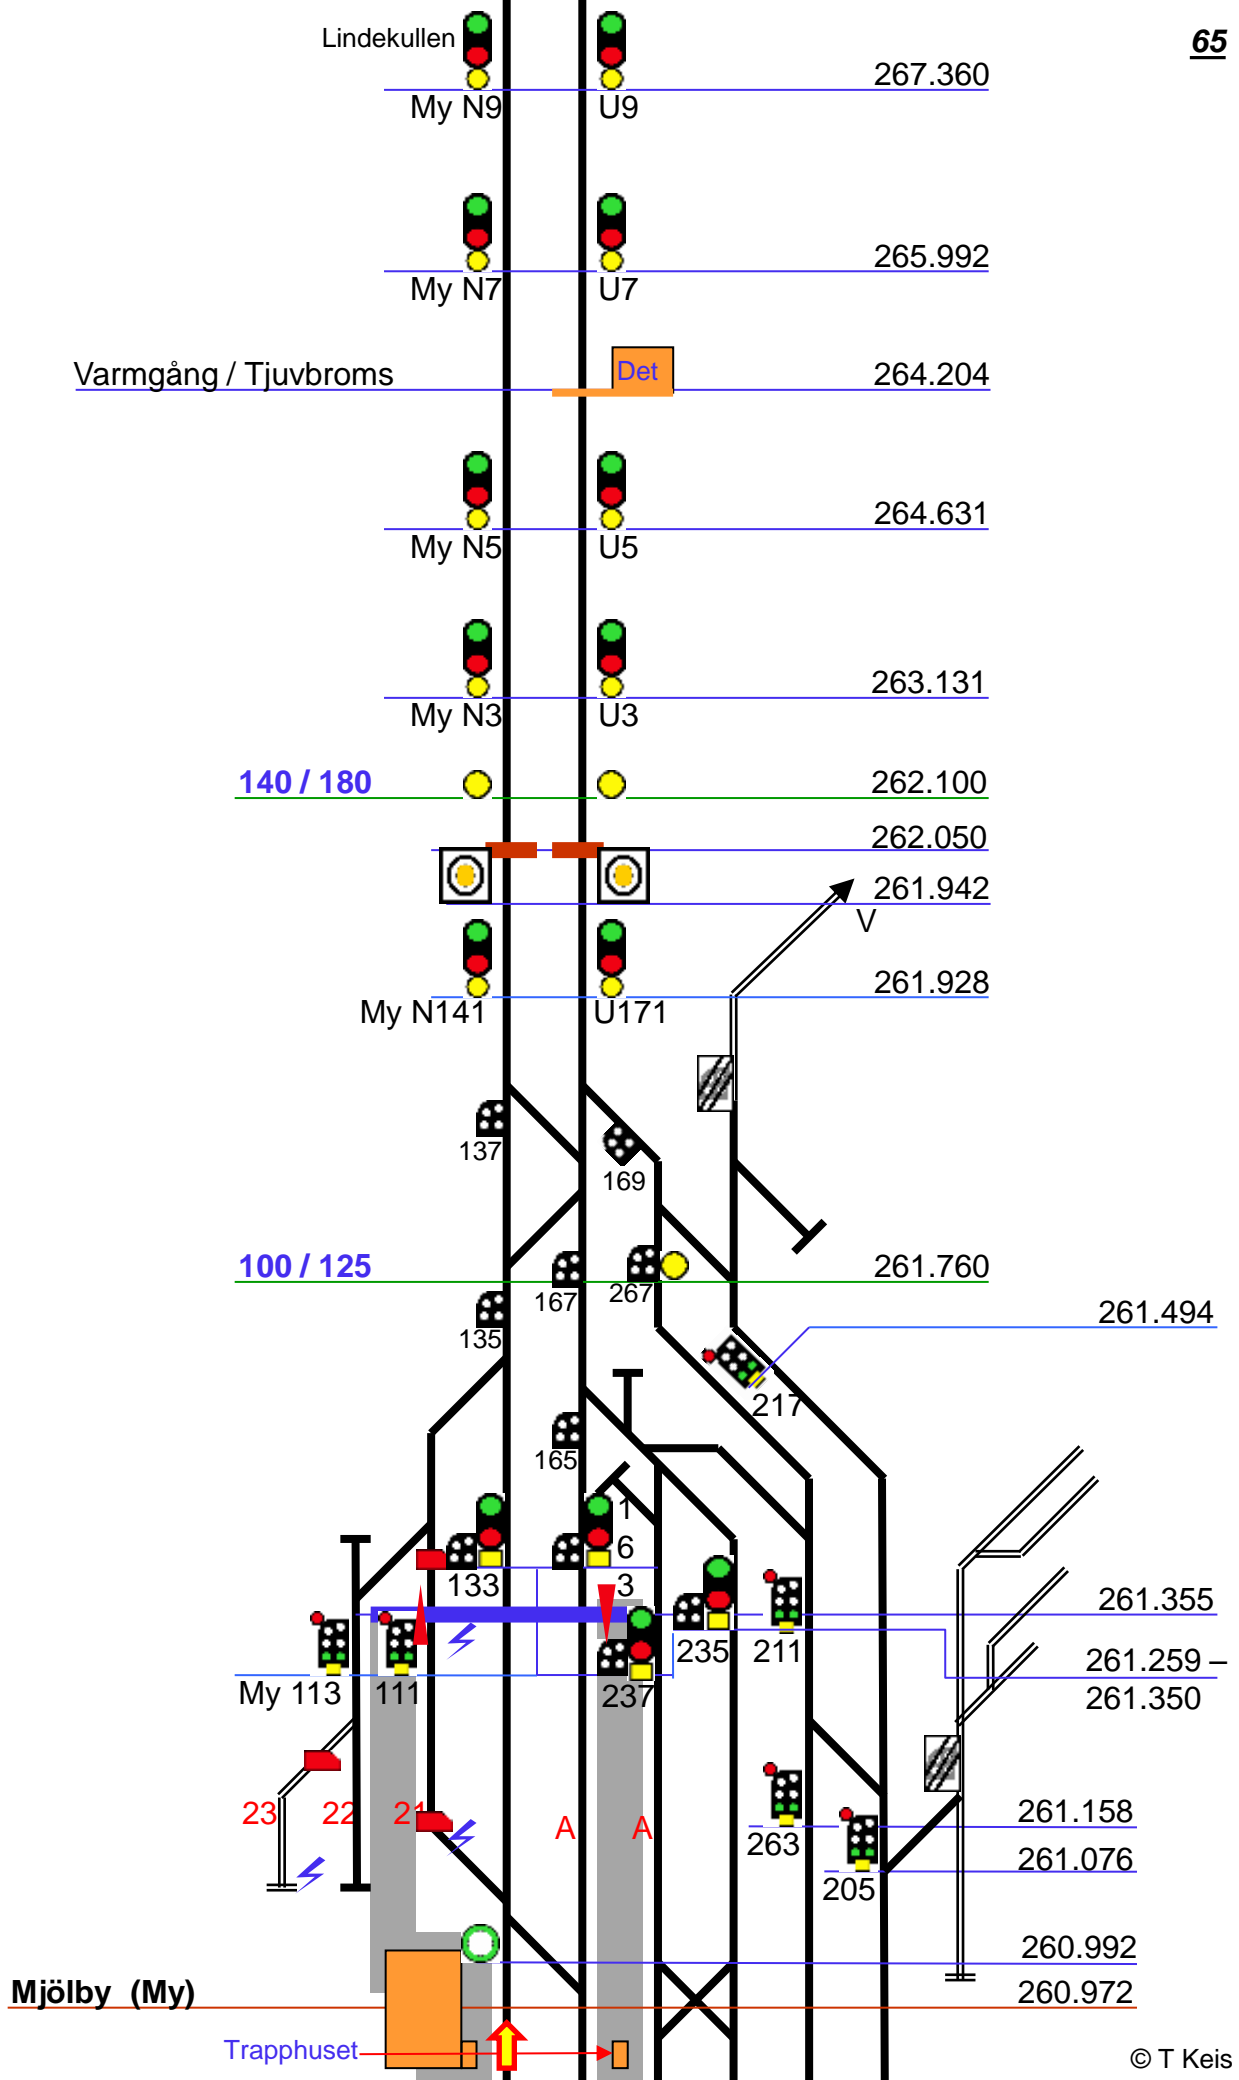 Lindekullen
65
267.360
My N9 U9
265.992
My N7 U7
Varmgång / Tjuvbroms Det 264.204
264.631
My N5 U5
263.131
My N3 U3
140 / 180 262.100
262.050
261.942
V
261.928
My N141 U171
137
169
100 / 125 261.760
167 267
261.494
135
217
165
1
6
3
133
261.355
235 211
261.259 –
My 113 111 237
261.350
23 22 21 A A
261.158
263
261.076
205
260.992
Mjölby (My) 260.972
Trapphuset
© T Keis